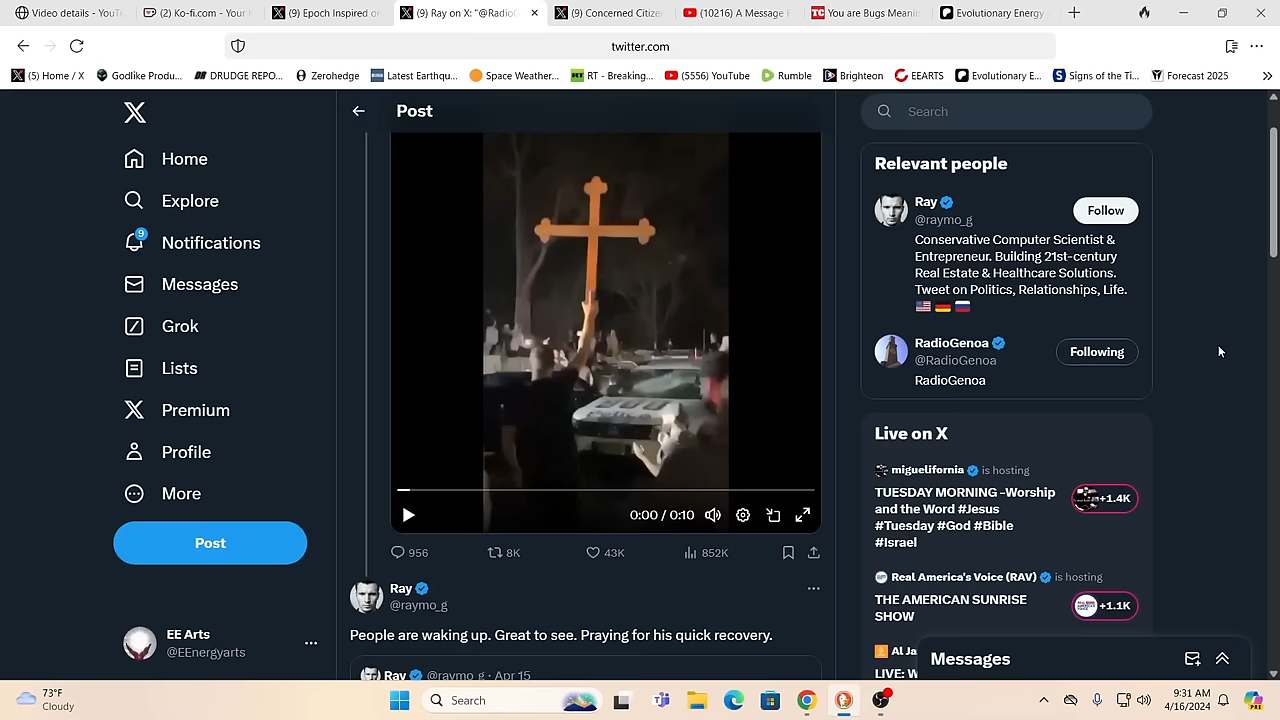 Video details - YouTu
Ko-fi.com - Your
(9) Epoch Inspired on
(9) Ray on X: "@RadioG
(9) Concerned Citize
(10216) A Message F
You are Bugs Meanin
Evolutionary Energy
twitter.com
(5) Home / X
Godlike Produ...
DRUDGE REPO...
Zerohedge
Latest Earthqu...
Space Weather...
RT - Breaking...
(5556) YouTube
Rumble
Brighteon
EEARTS
Evolutionary E...
Signs of the Ti...
Forecast 2025
Home
Explore
9
Notifications
Messages
Grok
Lists
Premium
Profile
More
Post
EE Arts
@EEnergyarts
Post
0:00 / 0:10
956
8K
43K
852K
Ray
@raymo_g
People are waking up. Great to see. Praying for his quick recovery.
Ray @raymo_g · Apr 15
Search
Relevant people
Ray
@raymo_g
Follow
Conservative Computer Scientist &
Entrepreneur. Building 21st-century
Real Estate & Healthcare Solutions.
Tweet on Politics, Relationships, Life.
RadioGenoa
@RadioGenoa
Following
RadioGenoa
Live on X
miguelifornia is hosting
TUESDAY MORNING -Worship
and the Word #Jesus
#Tuesday #God #Bible
#Israel
+1.4K
Real America's Voice (RAV) is hosting
THE AMERICAN SUNRISE
SHOW
+1.1K
Al Ja
LIVE: W
Messages
73°F
Cloudy
Search
9:31 AM
4/16/2024